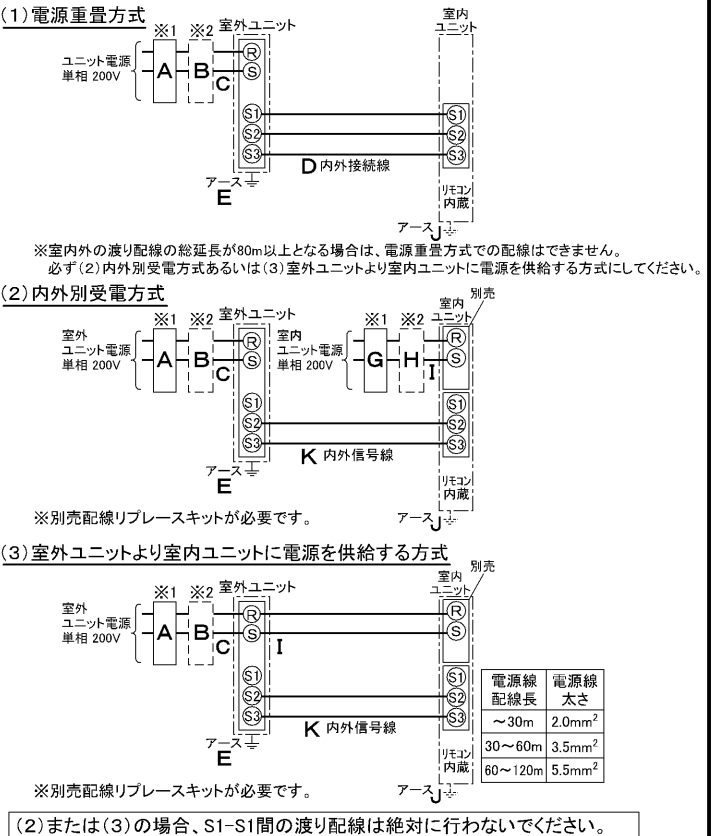 (1)電源重畳方式
※1 ※2 室外ユニット
室内
ユニット
ユニット電源
単相 200V
A B C
R
S
S1
S2
S3
S1
S2
S3
D 内外接続線
アース
E
リモコン
内蔵
アース J
※室内外の渡り配線の総延長が80m以上となる場合は、電源重畳方式での配線はできません。
必ず(2)内外別受電方式あるいは(3)室外ユニットより室内ユニットに電源を供給する方式にしてください。
(2)内外別受電方式
※1 ※2 室外ユニット
※1 ※2
室内
ユニット
別売
室外
ユニット電源
単相 200V
A B C
R
S
S1
S2
S3
室内
ユニット電源
単相 200V
G H I
R
S
S1
S2
S3
K 内外信号線
アース
E
リモコン
内蔵
アース J
※別売配線リプレースキットが必要です。
(3)室外ユニットより室内ユニットに電源を供給する方式
※1 ※2 室外ユニット
室内
ユニット
別売
室外
ユニット電源
単相 200V
A B C
R
S
I
S1
S2
S3
R
S
S1
S2
S3
K 内外信号線
アース
E
リモコン
内蔵
アース J
電源線配線長 電源線太さ
～30m 2.0mm²
30～60m 3.5mm²
60～120m 5.5mm²
※別売配線リプレースキットが必要です。
(2)または(3)の場合、S1-S1間の渡り配線は絶対に行わないでください。